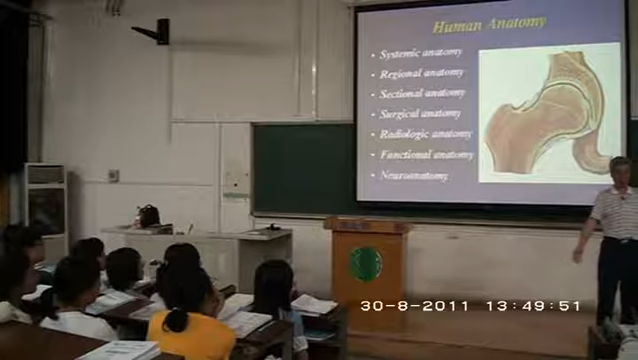 Human Anatomy
• Systemic anatomy
• Regional anatomy
• Sectional anatomy
• Surgical anatomy
• Radiologic anatomy
• Functional anatomy
• Neuroanatomy
30-8-2011 13:49:51